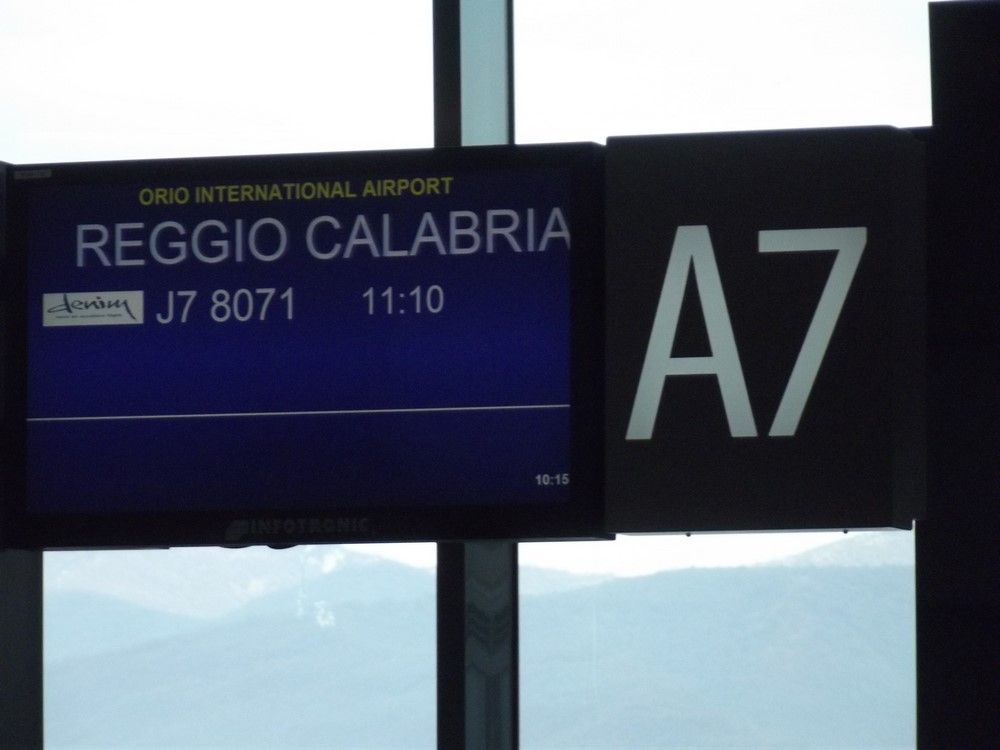 ORIO INTERNATIONAL AIRPORT
REGGIO CALABRIA
denim J7 8071 11:10
10:15
INFOTRONIC
A7